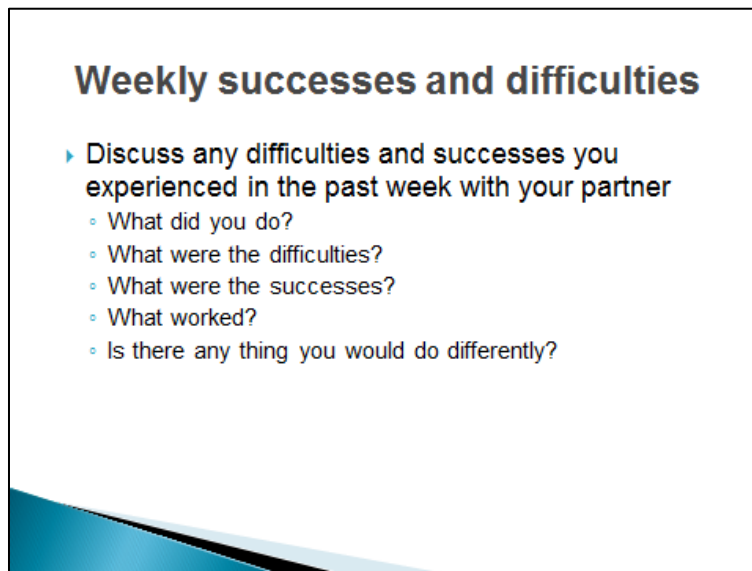 Weekly successes and difficulties
Discuss any difficulties and successes you
experienced in the past week with your partner
What did you do?
What were the difficulties?
What were the successes?
What worked?
Is there any thing you would do differently?